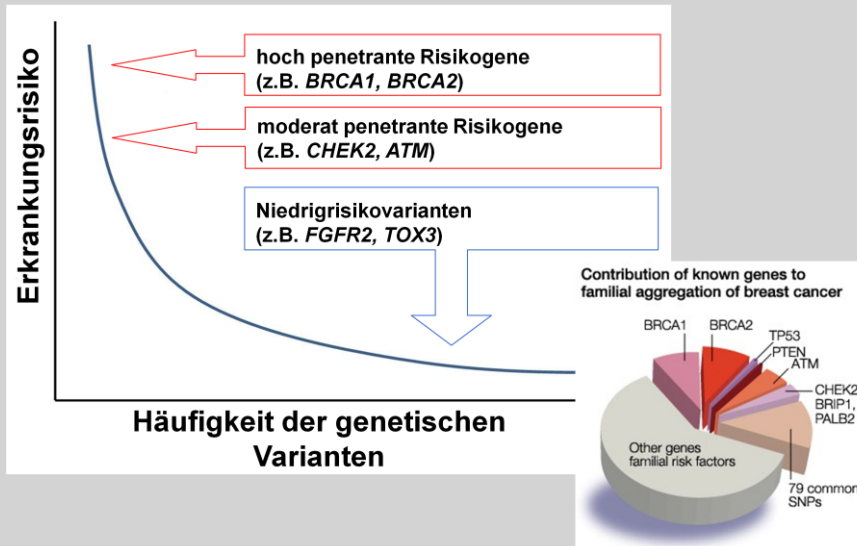 Erkrankungsrisiko
hoch penetrante Risikogene
(z.B. BRCA1, BRCA2)
moderat penetrante Risikogene
(z.B. CHEK2, ATM)
Niedrigrisikovarianten
(z.B. FGFR2, TOX3)
Häufigkeit der genetischen
Varianten
Contribution of known genes to
familial aggregation of breast cancer
BRCA1
BRCA2
TP53
PTEN
ATM
CHEK2
BRIP1,
PALB2
Other genes
familial risk factors
79 common
SNPs